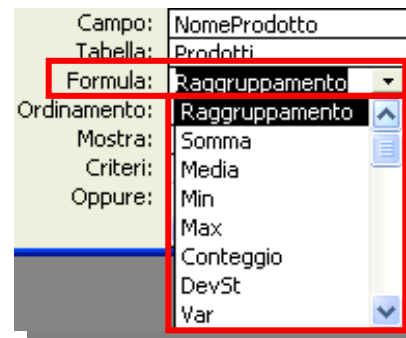 Campo: NomeProdotto
Tabella: Prodotti
Formula: Raggruppamento
Ordinamento: Raggruppamento
Mostra: Somma
Criteri: Media
Oppure: Min
Max
Conteggio
DevSt
Var